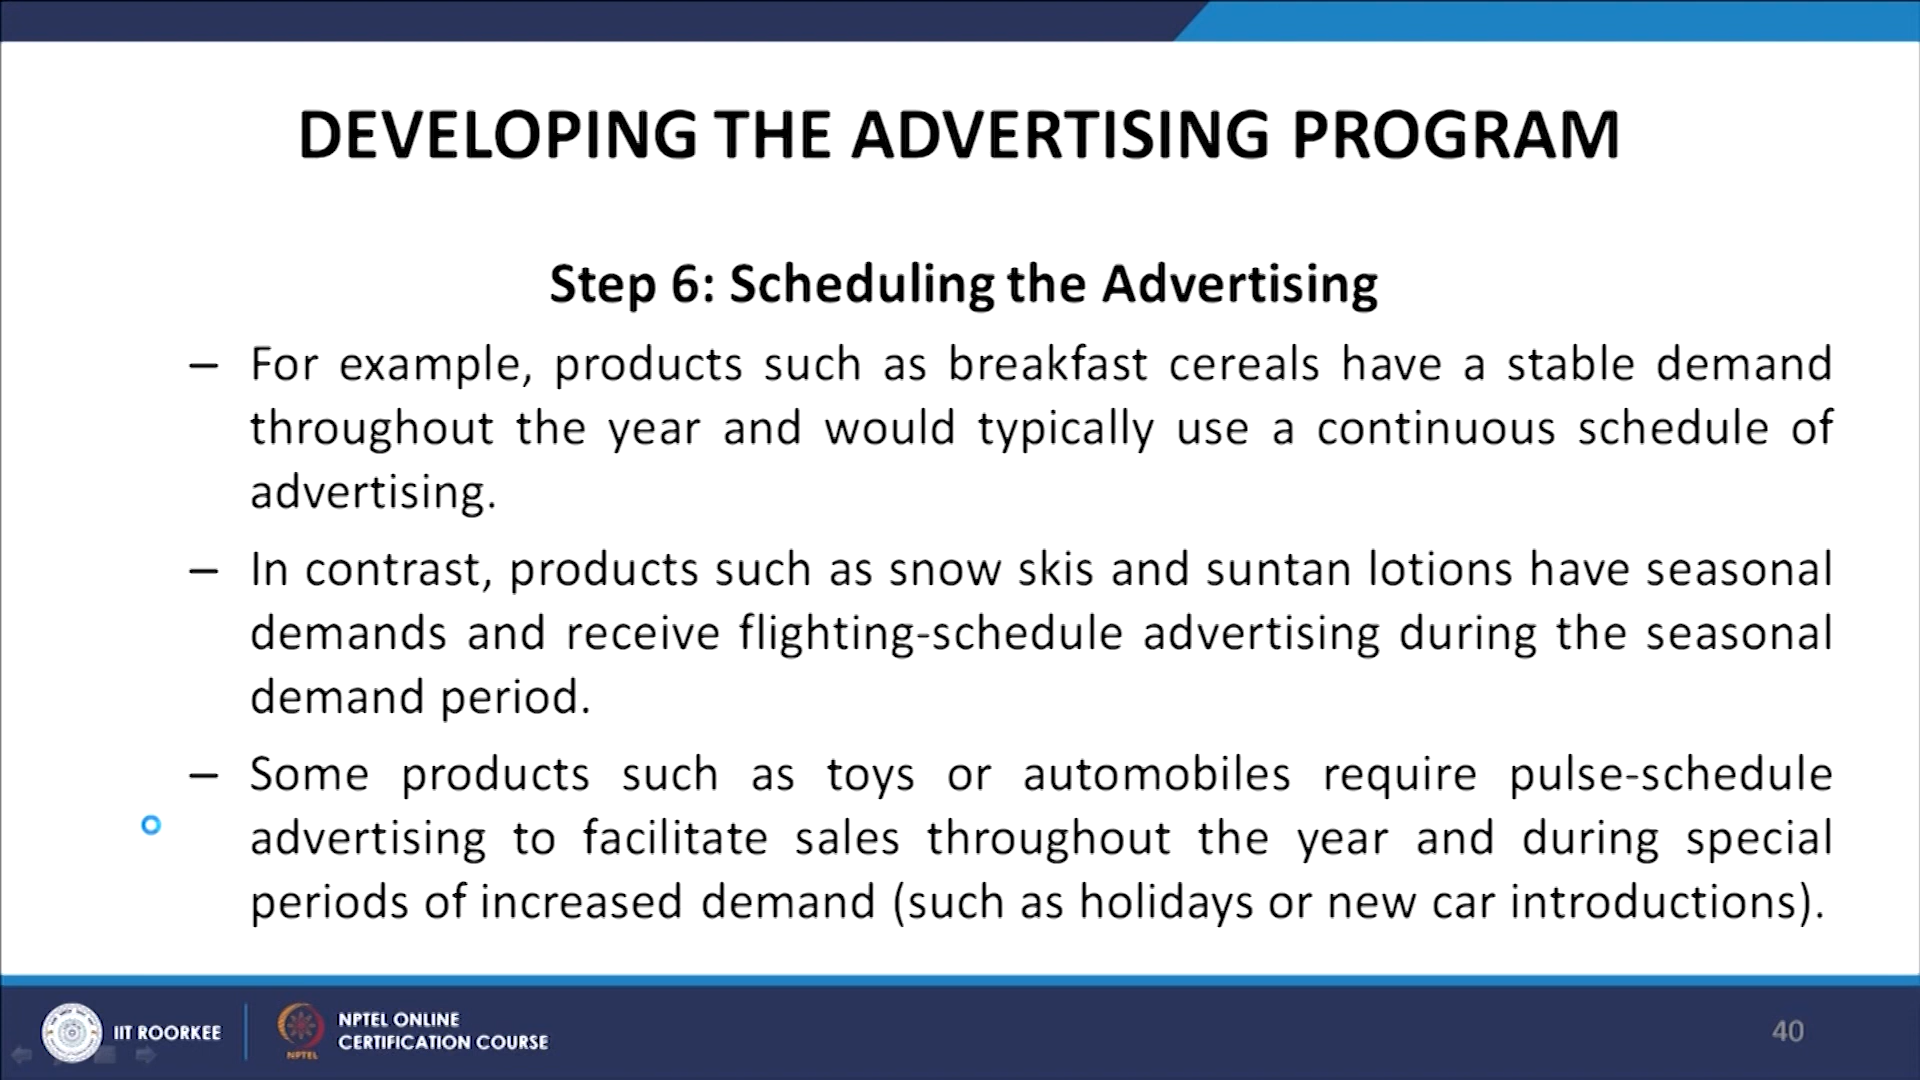 DEVELOPING THE ADVERTISING PROGRAM
Step 6: Scheduling the Advertising
– For example, products such as breakfast cereals have a stable demand
throughout the year and would typically use a continuous schedule of
advertising.
– In contrast, products such as snow skis and suntan lotions have seasonal
demands and receive flighting-schedule advertising during the seasonal
demand period.
– Some products such as toys or automobiles require pulse-schedule
advertising to facilitate sales throughout the year and during special
periods of increased demand (such as holidays or new car introductions).
IIT ROORKEE
NPTEL
NPTEL ONLINE
CERTIFICATION COURSE
40